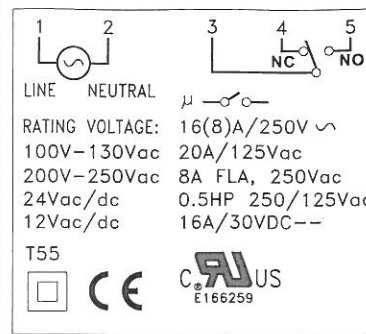 1 2 3 4 5
NC NO
LINE NEUTRAL
μ
RATING VOLTAGE: 16(8)A/250V ~
100V-130Vac 20A/125Vac
200V-250Vac 8A FLA, 250Vac
24Vac/dc 0.5HP 250/125Vac
12Vac/dc 16A/30VDC--
T55
CE C RU US
E166259